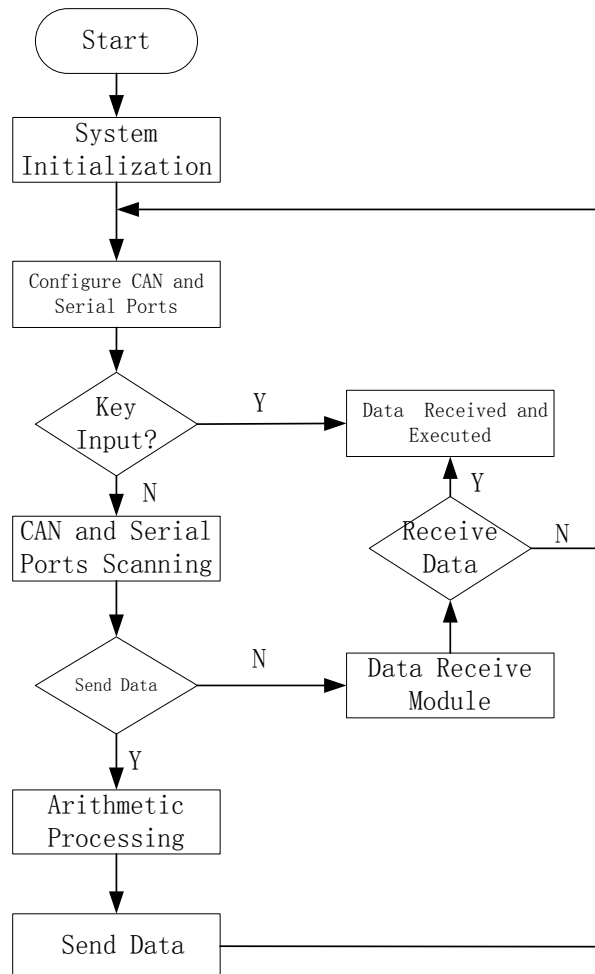 Start
System
Initialization
Configure CAN and
Serial Ports
Key
Input?
Y
Data Received and
Executed
N
Y
CAN and Serial
Ports Scanning
Receive
Data
N
Send Data
N
Data Receive
Module
Y
Arithmetic
Processing
Send Data